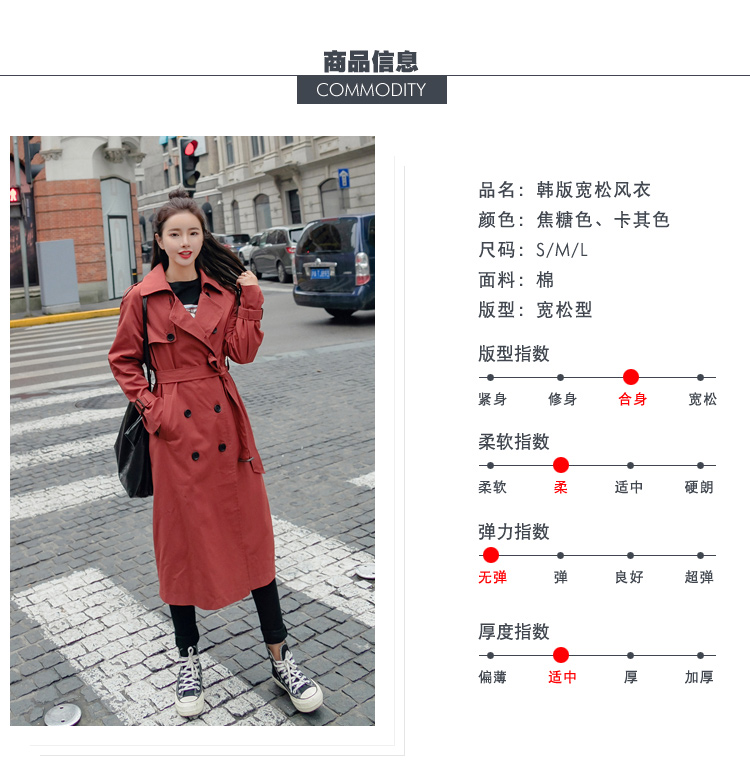 商品信息
COMMODITY
品名：韩版宽松风衣
颜色：焦糖色、卡其色
尺码：S/M/L
面料：棉
版型：宽松型
版型指数
紧身 修身 合身 宽松
柔软指数
柔软 柔 适中 硬朗
弹力指数
无弹 弹 良好 超弹
厚度指数
偏薄 适中 厚 加厚